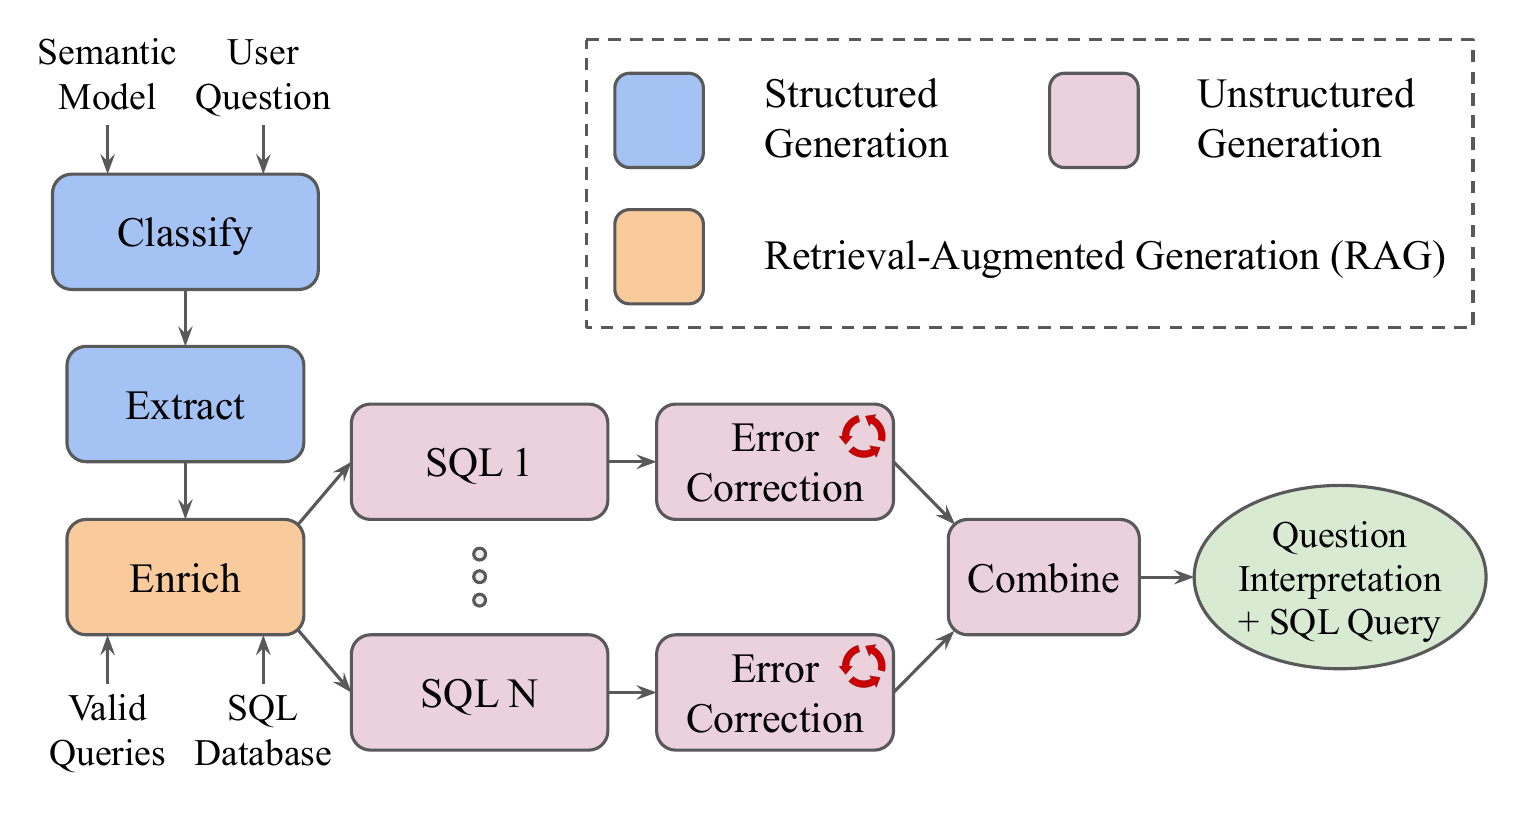 Semantic
Model
User
Question
Structured
Generation
Unstructured
Generation
Retrieval-Augmented Generation (RAG)
Classify
Extract
Enrich
Valid
Queries
SQL
Database
SQL 1
Error
Correction
SQL N
Error
Correction
Combine
Question
Interpretation
+ SQL Query